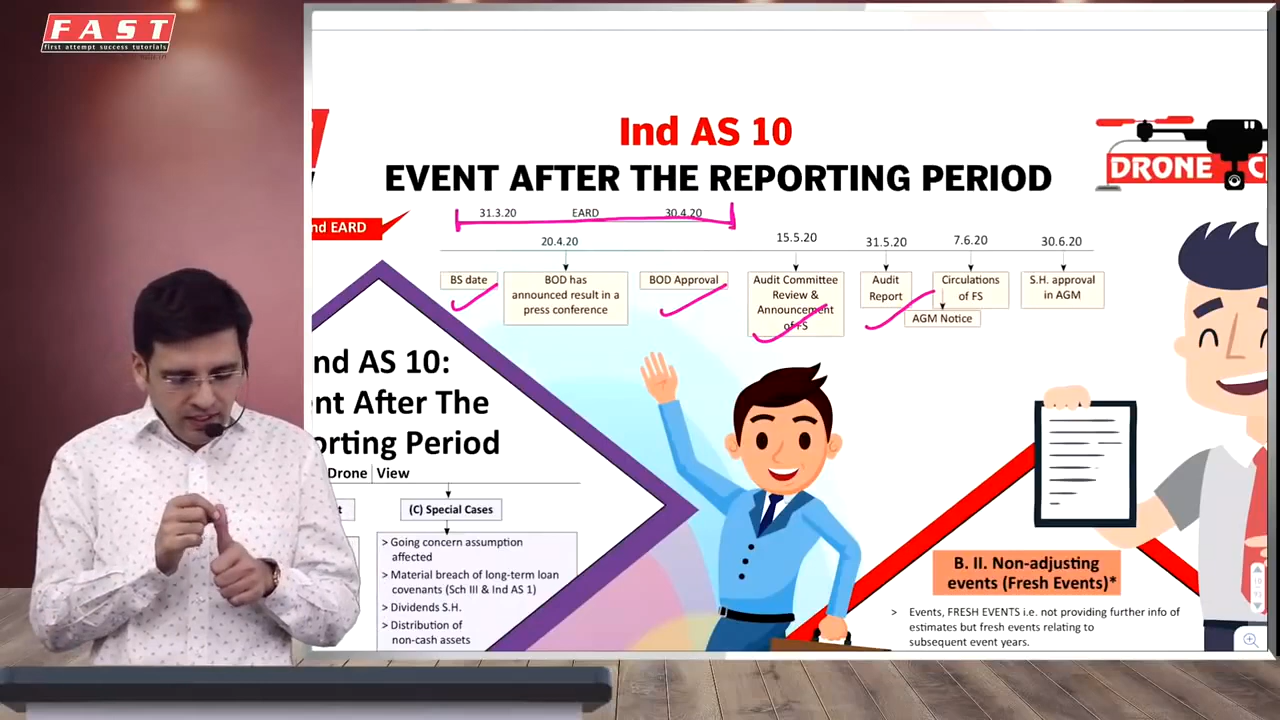 FAST
first attempt success tutorials
Ind AS 10
EVENT AFTER THE REPORTING PERIOD
DRONE C
nd EARD
31.3.20 EARD 30.4.20
20.4.20
15.5.20
31.5.20
7.6.20
30.6.20
BS date
BOD has
announced result in a
press conference
BOD Approval
Audit Committee
Review &
Announcement
of FS
Audit
Report
Circulations
of FS
AGM Notice
S.H. approval
in AGM
nd AS 10:
nt After The
orting Period
Drone View
t
(C) Special Cases
> Going concern assumption
affected
> Material breach of long-term loan
covenants (Sch III & Ind AS 1)
> Dividends S.H.
> Distribution of
non-cash assets
B. II. Non-adjusting
events (Fresh Events)*
> Events, FRESH EVENTS i.e. not providing further info of
estimates but fresh events relating to
subsequent event years.